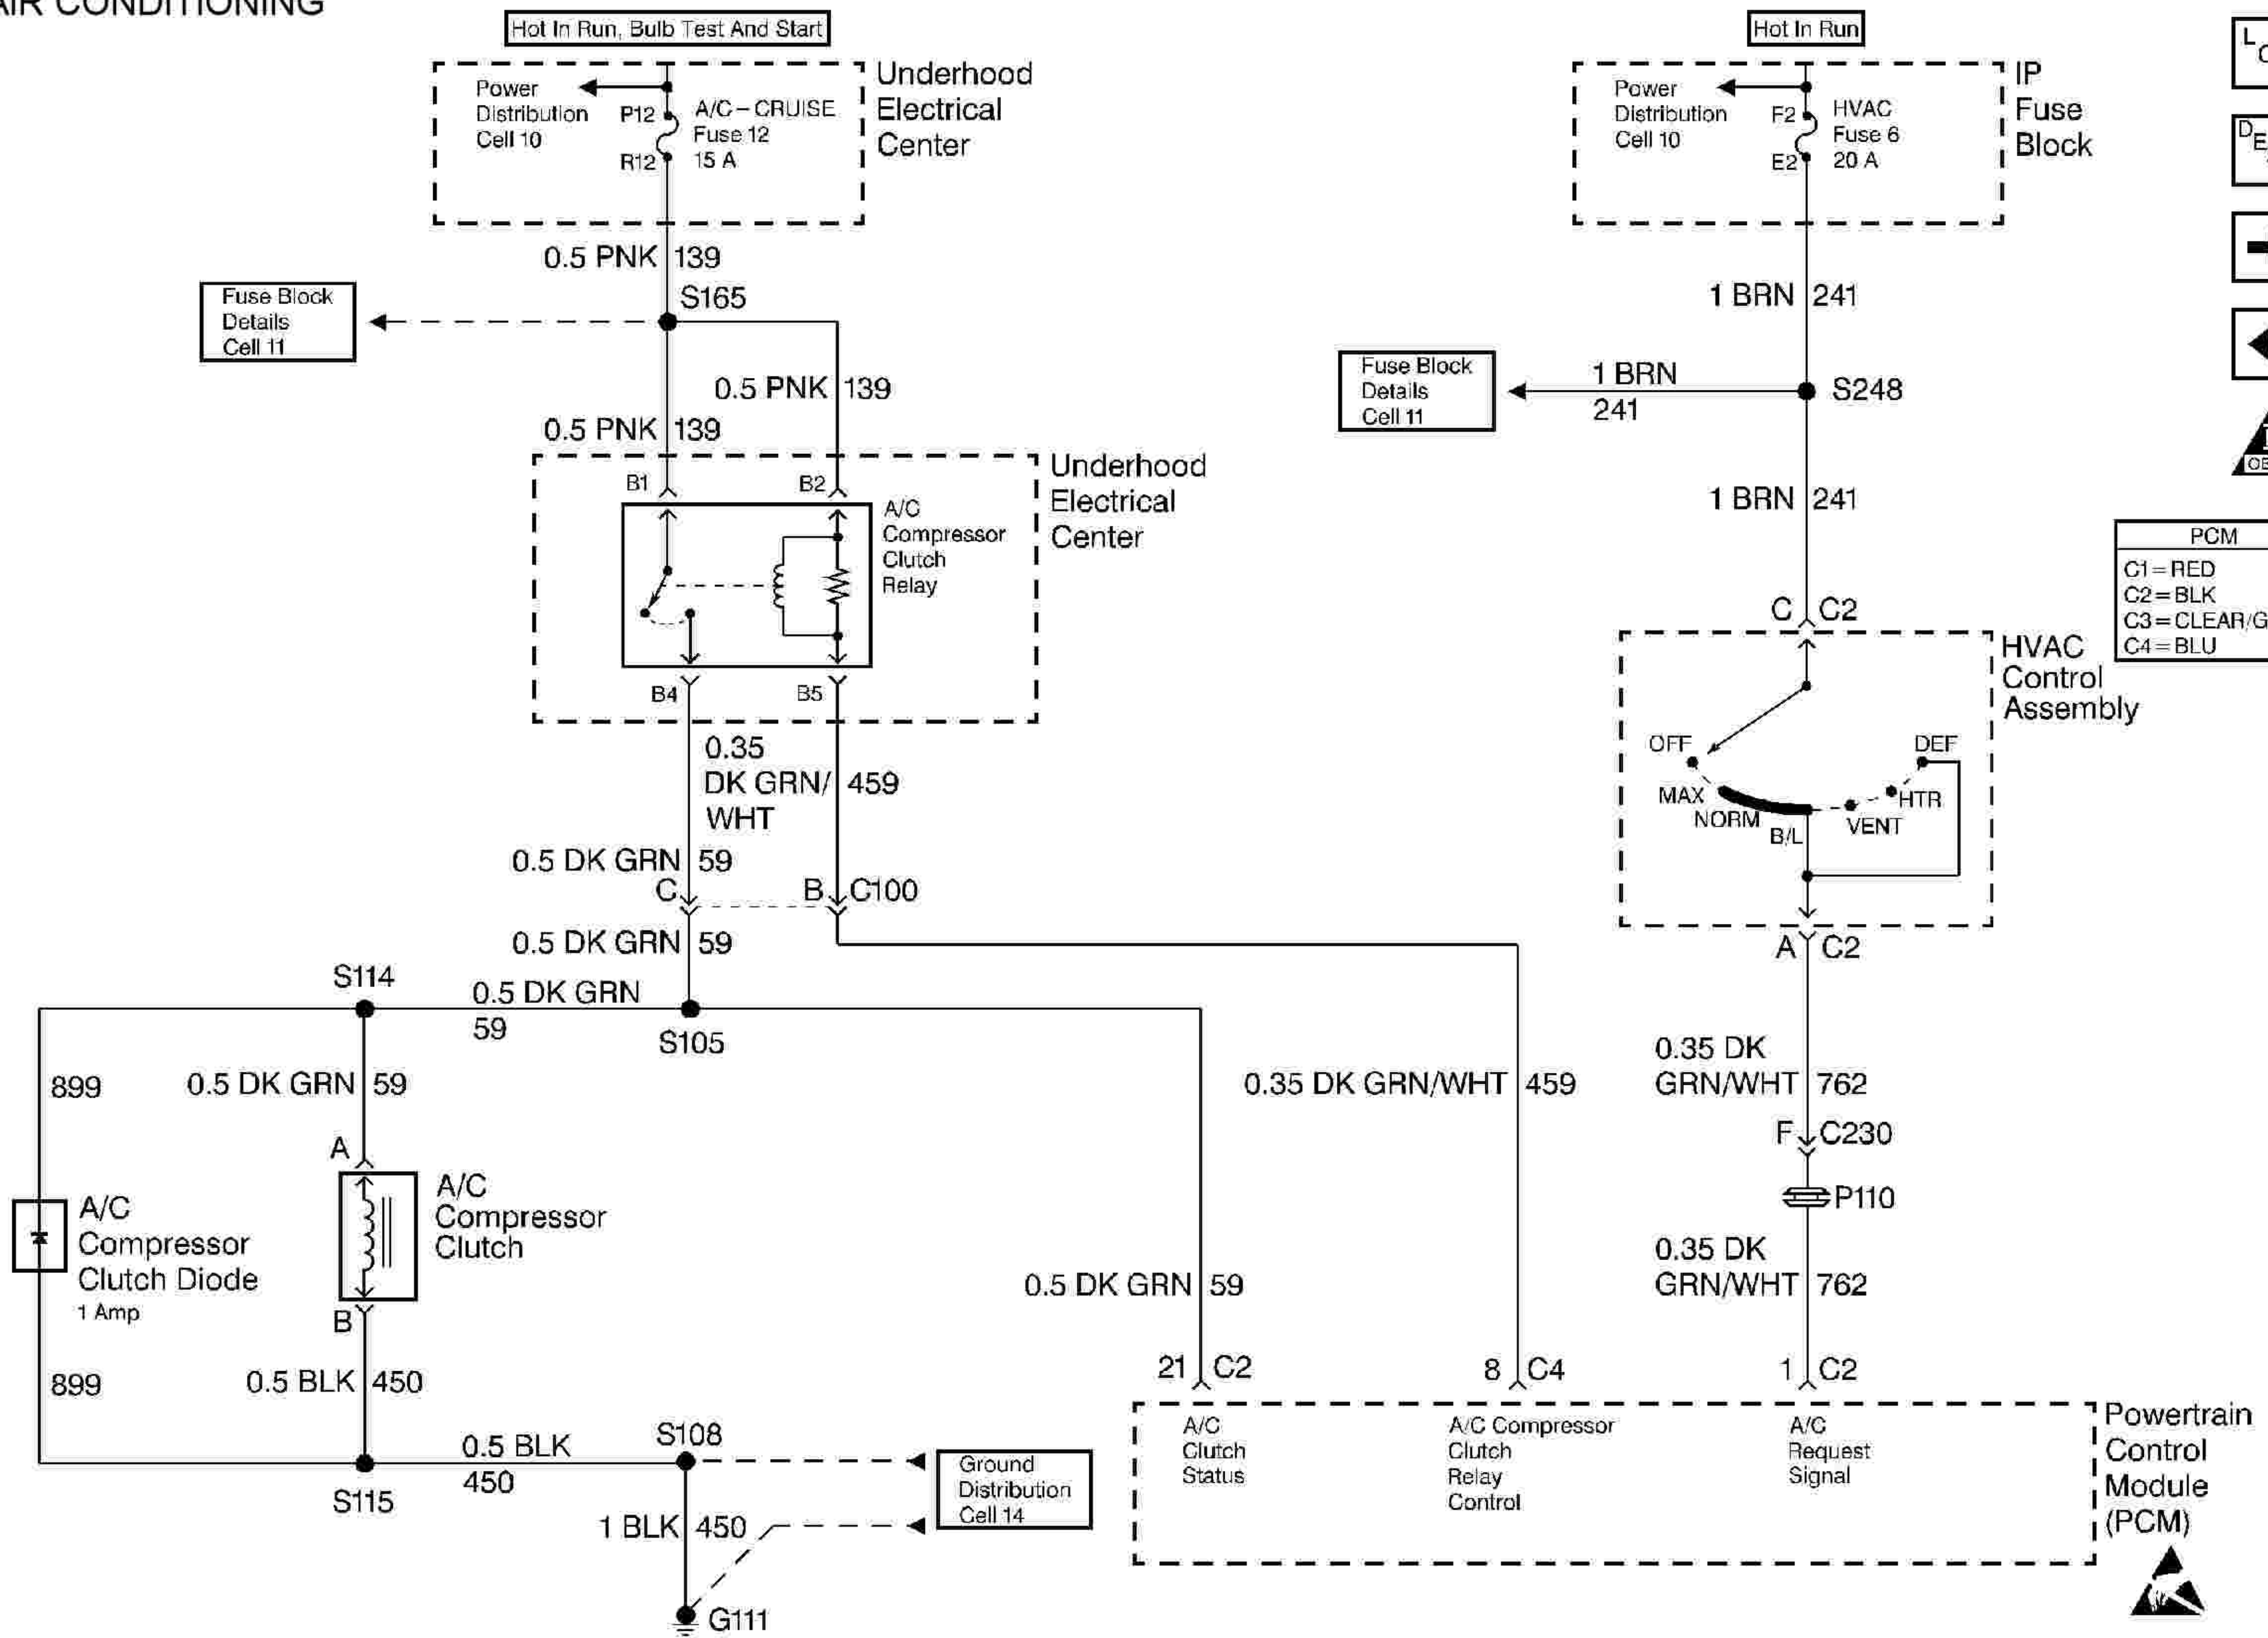 AIR CONDITIONING
Hot In Run, Bulb Test And Start
Power
Distribution
Cell 10
P12
R12
A/C – CRUISE
Fuse 12
15 A
Underhood
Electrical
Center
0.5 PNK 139
S165
Fuse Block
Details
Cell 11
0.5 PNK 139
0.5 PNK 139
B1
B2
A/C
Compressor
Clutch
Relay
Underhood
Electrical
Center
B4
B5
0.35
DK GRN/ 459
WHT
0.5 DK GRN 59
C
B C100
0.5 DK GRN 59
S114
0.5 DK GRN
59
S105
899
0.5 DK GRN 59
A
A/C
Compressor
Clutch
A/C
Compressor
Clutch Diode
1 Amp
B
899
0.5 BLK 450
S115
0.5 BLK
450
S108
Ground
Distribution
Cell 14
1 BLK 450
G111
Hot In Run
Power
Distribution
Cell 10
F2
E2
HVAC
Fuse 6
20 A
IP
Fuse
Block
1 BRN 241
Fuse Block
Details
Cell 11
1 BRN
241
S248
1 BRN 241
C C2
HVAC
Control
Assembly
OFF
DEF
MAX
HTR
NORM
VENT
B/L
A C2
0.35 DK
GRN/WHT 762
F C230
P110
0.35 DK
GRN/WHT 762
0.35 DK GRN/WHT 459
0.5 DK GRN 59
21 C2
8 C4
1 C2
A/C
Clutch
Status
A/C Compressor
Clutch
Relay
Control
A/C
Request
Signal
Powertrain
Control
Module
(PCM)
PCM
C1=RED
C2=BLK
C3=CLEAR/G
C4=BLU